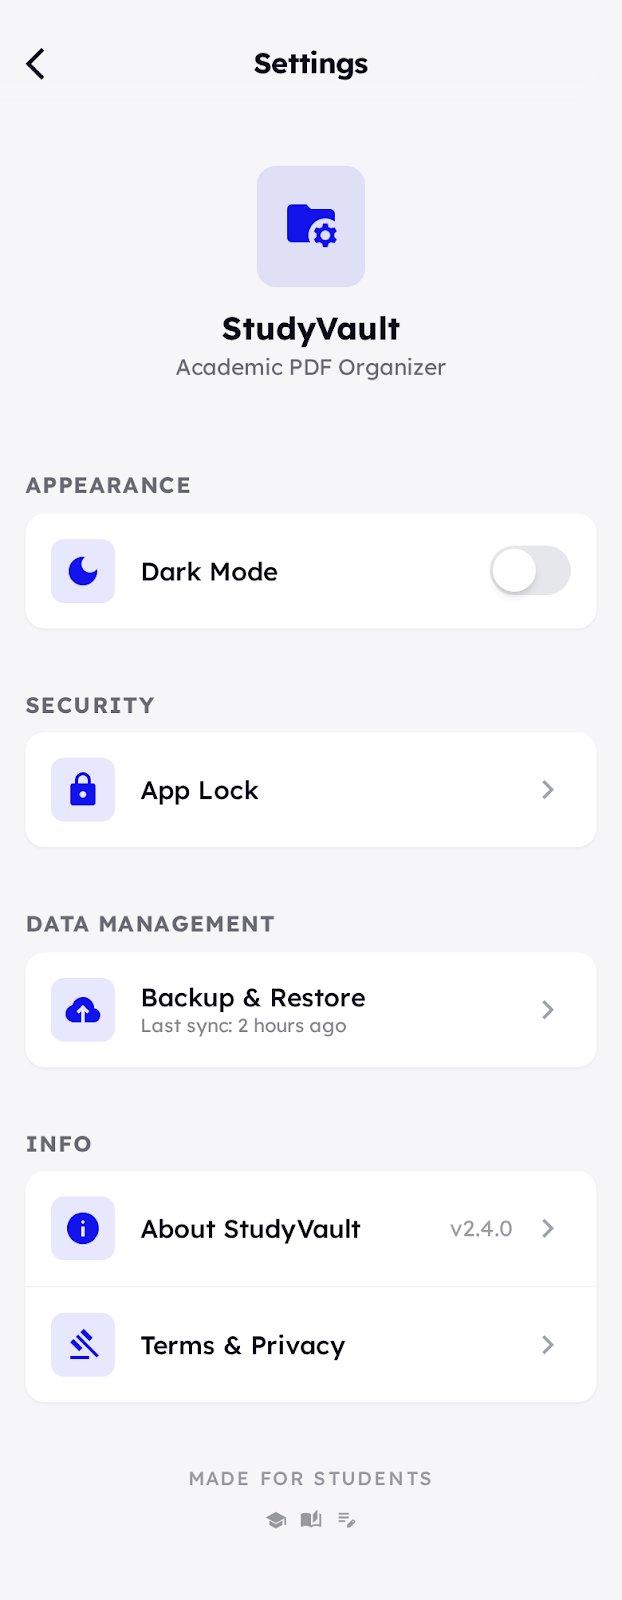 Settings
StudyVault
Academic PDF Organizer
APPEARANCE
Dark Mode
SECURITY
App Lock
DATA MANAGEMENT
Backup & Restore
Last sync: 2 hours ago
INFO
About StudyVault v2.4.0
Terms & Privacy
MADE FOR STUDENTS